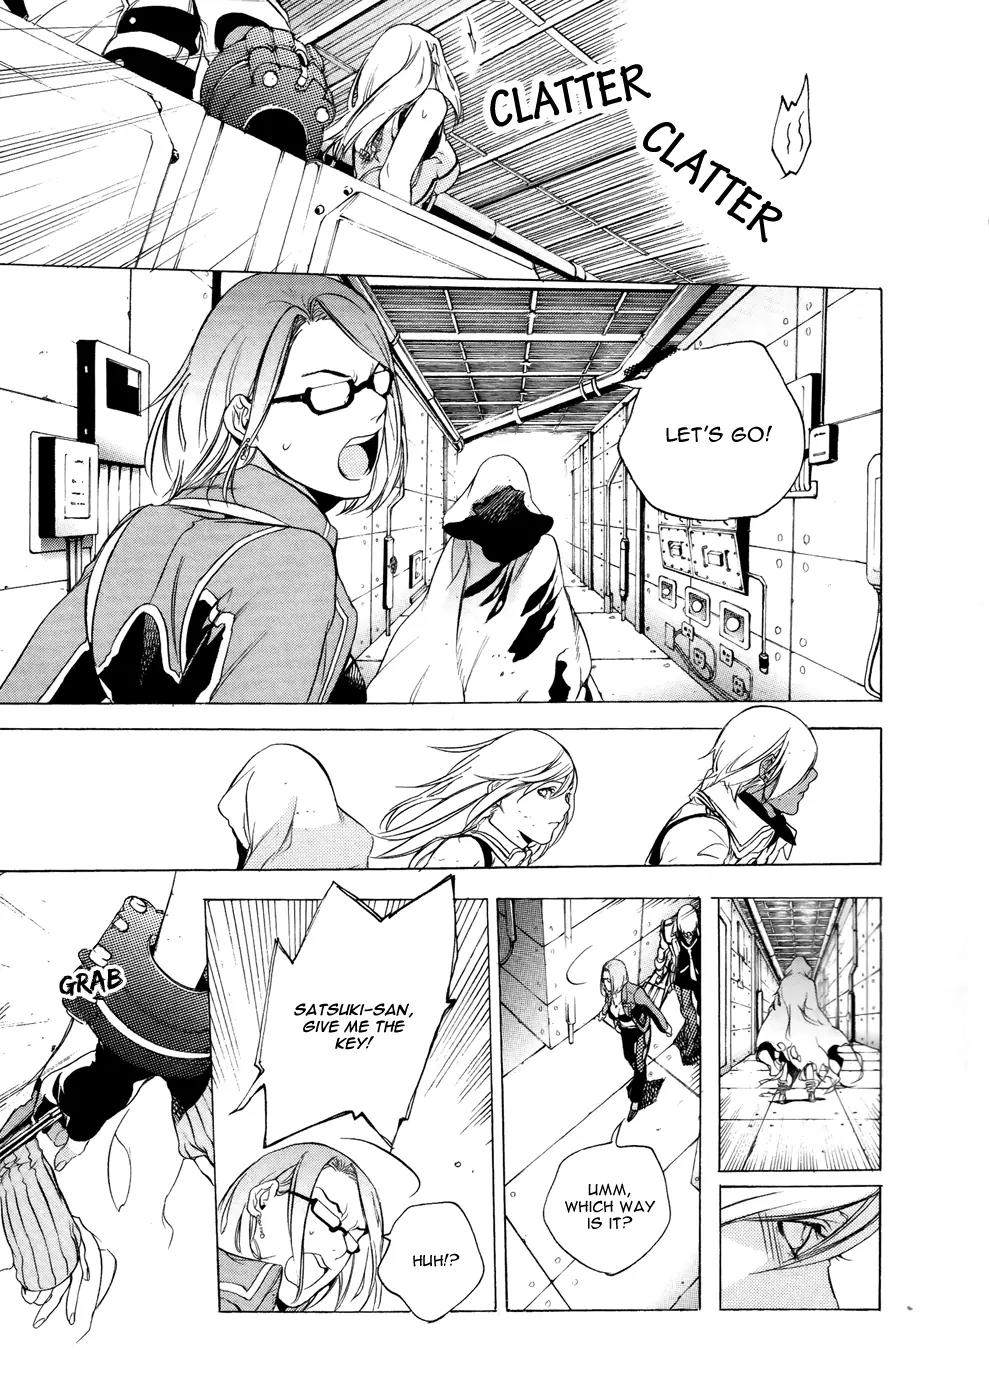 CLATTER
CLATTER
LET'S GO!
UMM,
WHICH WAY
IS IT?
SATSUKI-SAN,
GIVE ME THE
KEY!
HUH!?
GRAB